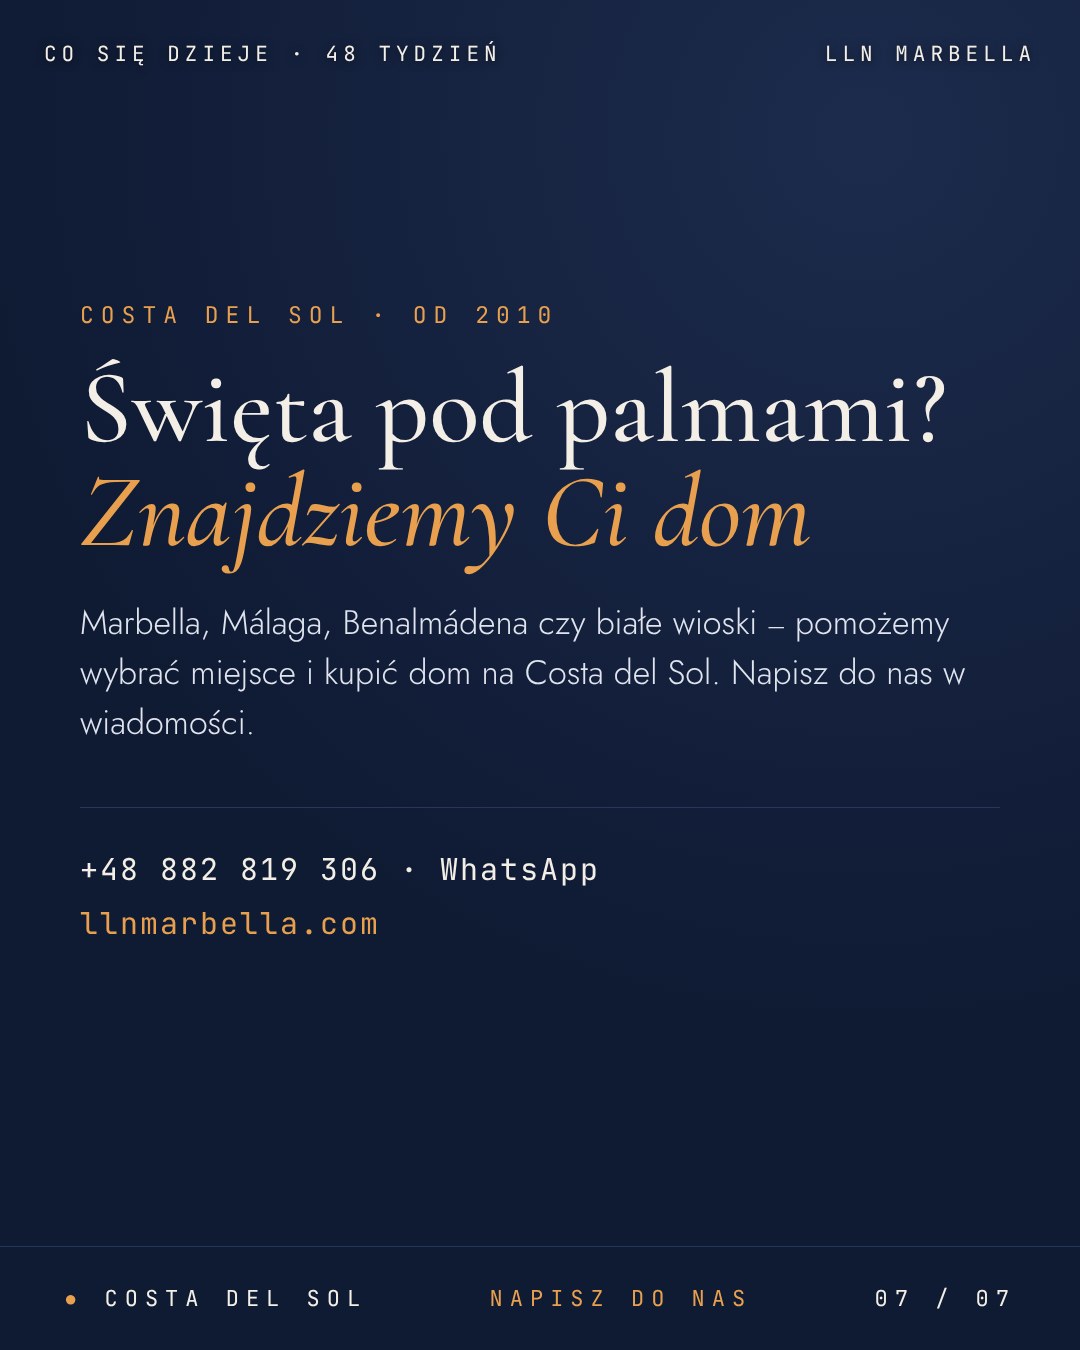 CO SIĘ DZIEJE · 48 TYDZIEŃ
LLN MARBELLA
COSTA DEL SOL · OD 2010
Święta pod palmami?
Znajdziemy Ci dom
Marbella, Málaga, Benalmádena czy białe wioski – pomożemy
wybrać miejsce i kupić dom na Costa del Sol. Napisz do nas w
wiadomości.
+48 882 819 306 · WhatsApp
llnmarbella.com
• COSTA DEL SOL
NAPISZ DO NAS
07 / 07